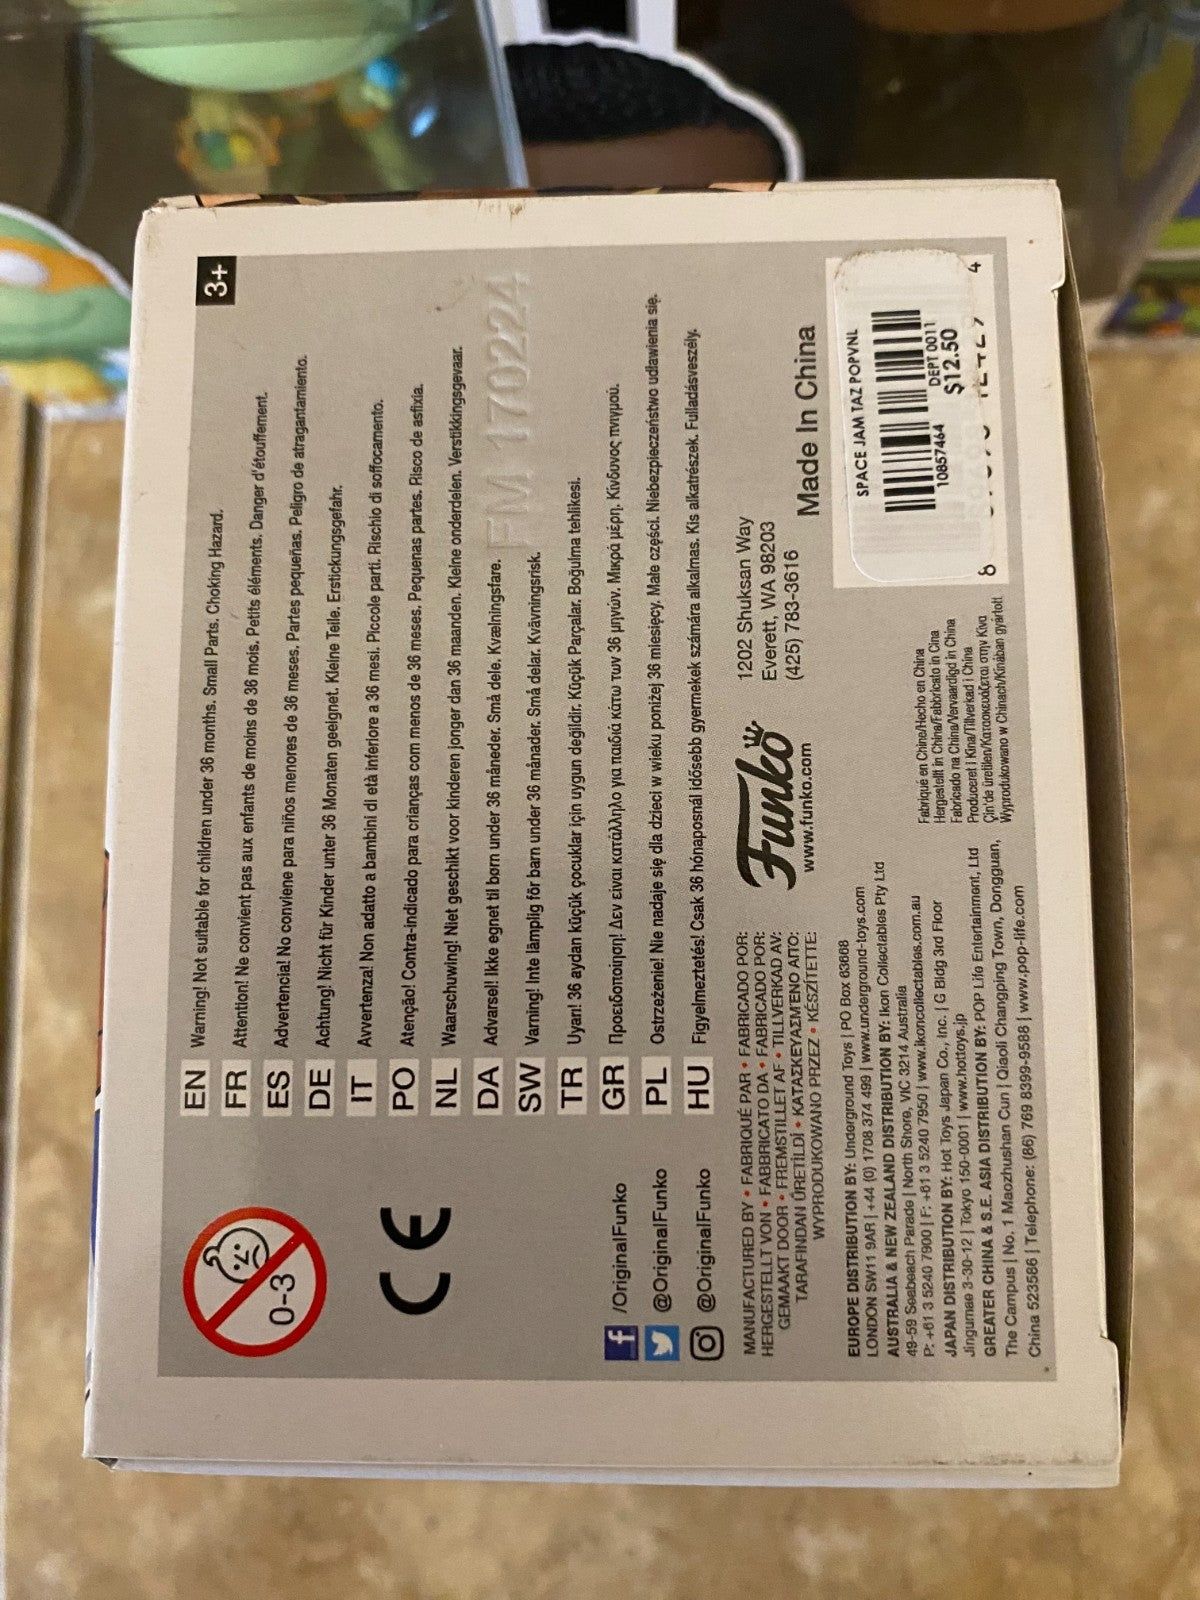 3+
EN Warning! Not suitable for children under 36 months. Small Parts. Choking Hazard.
FR Attention! Ne convient pas aux enfants de moins de 36 mois. Petits éléments. Danger d'étouffement.
ES Advertencia! No conviene para niños menores de 36 meses. Partes pequeñas. Peligro de atragantamiento.
DE Achtung! Nicht für Kinder unter 36 Monaten geeignet. Kleine Teile. Erstickungsgefahr.
IT Avvertenza! Non adatto a bambini di età inferiore a 36 mesi. Piccole parti. Rischio di soffocamento.
PO Atenção! Contra-indicado para crianças com menos de 36 meses. Pequenas partes. Risco de asfixia.
NL Waarschuwing! Niet geschikt voor kinderen jonger dan 36 maanden. Kleine onderdelen. Verstikkingsgevaar.
DA Advarsel! Ikke egnet til børn under 36 måneder. Små dele. Kvælningsfare.
SW Varning! Inte lämplig för barn under 36 månader. Små delar. Kvävningsrisk.
TR Uyarı! 36 aydan küçük çocuklar için uygun değildir. Küçük Parçalar. Boğulma tehlikesi.
GR Προειδοποίηση! Δεν είναι κατάλληλο για παιδιά κάτω των 36 μηνών. Μικρά μέρη. Κίνδυνος πνιγμού.
PL Ostrzeżenie! Nie nadaje się dla dzieci w wieku poniżej 36 miesięcy. Małe części. Niebezpieczeństwo udławienia się.
HU Figyelmeztetés! Csak 36 hónaposnál idősebb gyermekek számára alkalmas. Kis alkatrészek. Fulladásveszély.
FM 170224
0-3
CE
f /OriginalFunko
@OriginalFunko
@OriginalFunko
MANUFACTURED BY • FABRIQUÉ PAR • FABRICADO POR:
HERGESTELLT VON • FABBRICATO DA • FABRICADO POR:
GEMAAKT DOOR • FREMSTILLET AF • TILLVERKAD AV:
TARAFINDAN ÜRETİLDİ • ΚΑΤΑΣΚΕΥΑΣΜΕΝΟ ΑΠΟ:
WYPRODUKOWANO PRZEZ • KÉSZÍTETTE:
Funko
www.funko.com
1202 Shuksan Way
Everett, WA 98203
(425) 783-3616
Made In China
EUROPE DISTRIBUTION BY: Underground Toys | PO Box 63668
LONDON SW11 9AR | +44 (0) 1708 374 499 | www.underground-toys.com
AUSTRALIA & NEW ZEALAND DISTRIBUTION BY: Ikon Collectables Pty Ltd
49-59 Seabeach Parade | North Shore, VIC 3214 Australia
P: +61 3 5240 7900 | F: +61 3 5240 7950 | www.ikoncollectables.com.au
JAPAN DISTRIBUTION BY: Hot Toys Japan Co., Inc. | G Bldg 3rd Floor
Jingumae 3-30-12 | Tokyo 150-0001 | www.hottoys.jp
GREATER CHINA & S.E. ASIA DISTRIBUTION BY: POP Life Entertainment, Ltd
The Campus | No. 1 Maozhushan Cun | Qiaoli Changping Town, Dongguan,
China 523586 | Telephone: (86) 769 8399-9588 | www.pop-life.com
Fabriqué en Chine/Hecho en China
Hergestellt in China/Fabbricato in Cina
Fabricado na China/Vervaardigd in China
Produceret i Kina/Tillverkad i China
Çin'de üretilen/Κατασκευάζεται στην Κίνα
Wyprodukowano w Chinach/Kínában gyártott
SPACE JAM TAZ POPVNL
10857464
DEPT 0011
$12.50
8
4